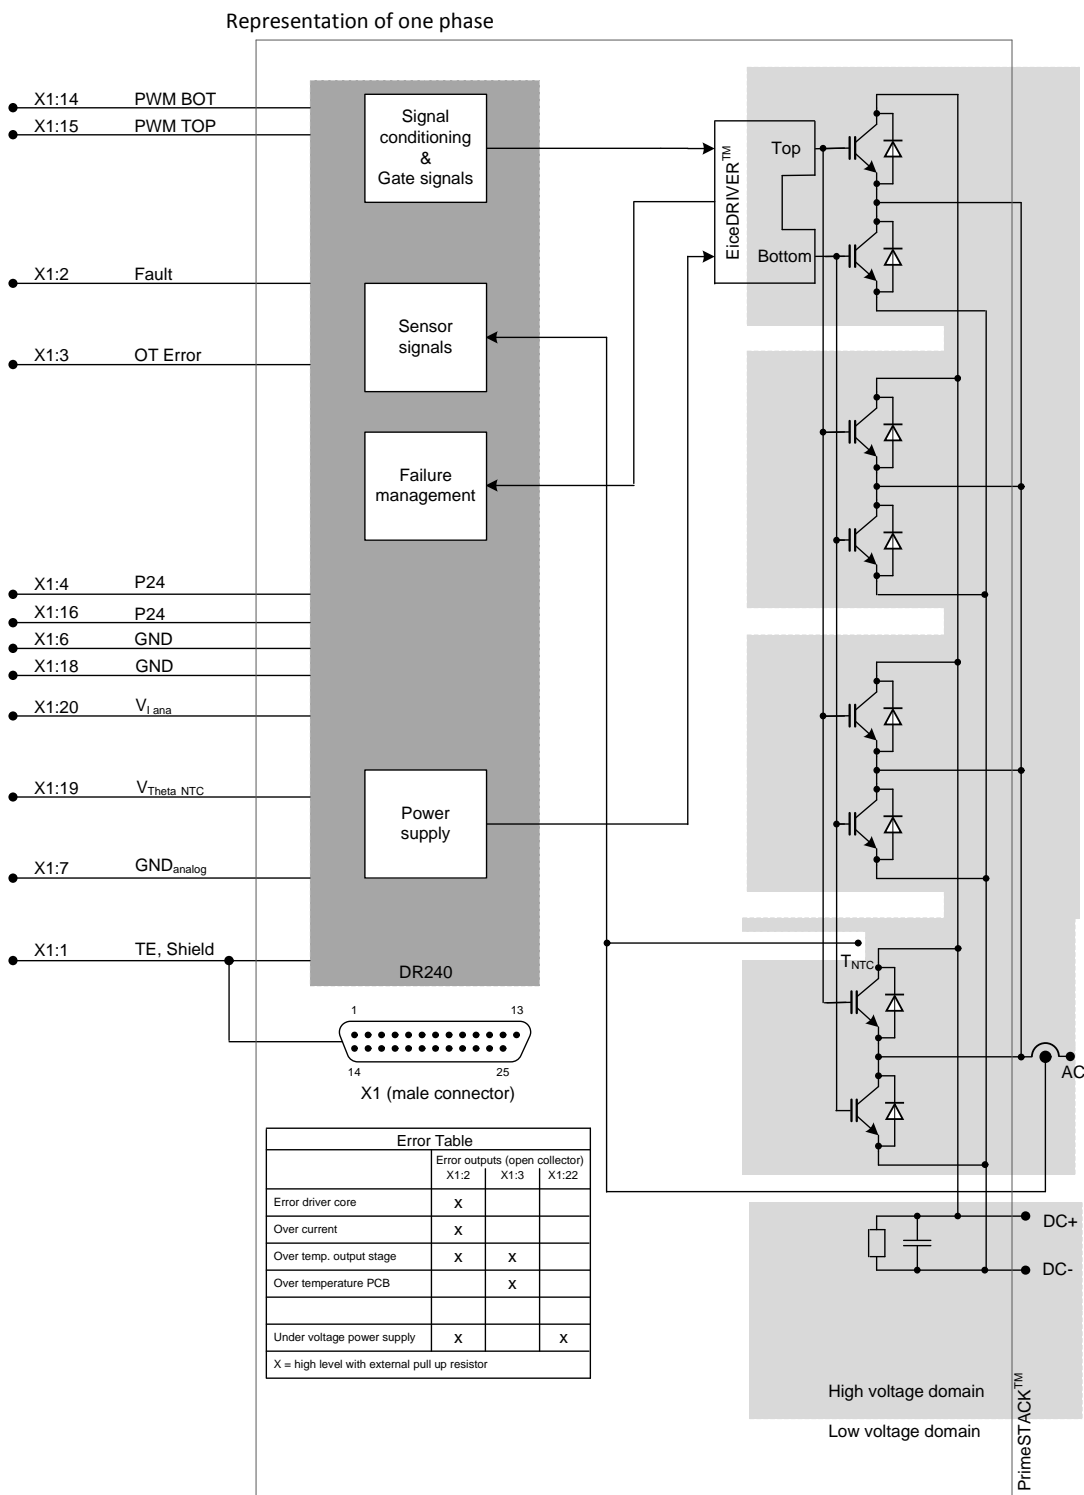 Representation of one phase
X1:14 PWM BOT
X1:15 PWM TOP
Signal
conditioning
&
Gate signals
EiceDRIVER™
Top
Bottom
X1:2 Fault
Sensor
signals
X1:3 OT Error
Failure
management
X1:4 P24
X1:16 P24
X1:6 GND
X1:18 GND
X1:20 VI ana
X1:19 VTheta NTC
Power
supply
X1:7 GNDanalog
X1:1 TE, Shield
DR240
TNTC
1 13
14 25
X1 (male connector)
AC
Error Table
Error outputs (open collector)
X1:2 X1:3 X1:22
Error driver core x
Over current x
Over temp. output stage x x
Over temperature PCB x
Under voltage power supply x x
X = high level with external pull up resistor
DC+
DC-
High voltage domain
Low voltage domain
PrimeSTACK™